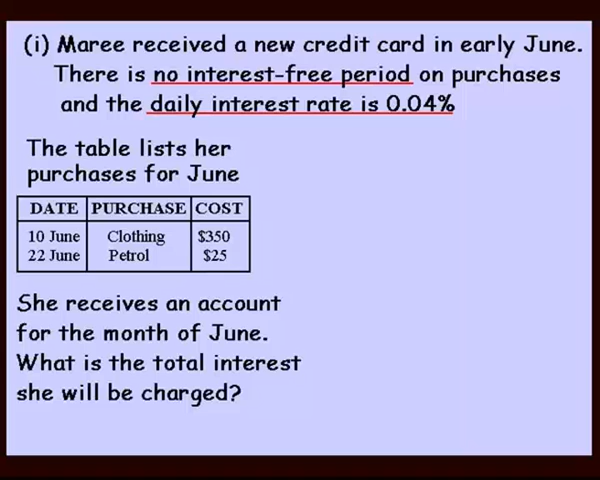 (i) Maree received a new credit card in early June.
There is no interest-free period on purchases
and the daily interest rate is 0.04%
The table lists her
purchases for June
DATE PURCHASE COST
10 June Clothing $350
22 June Petrol $25
She receives an account
for the month of June.
What is the total interest
she will be charged?